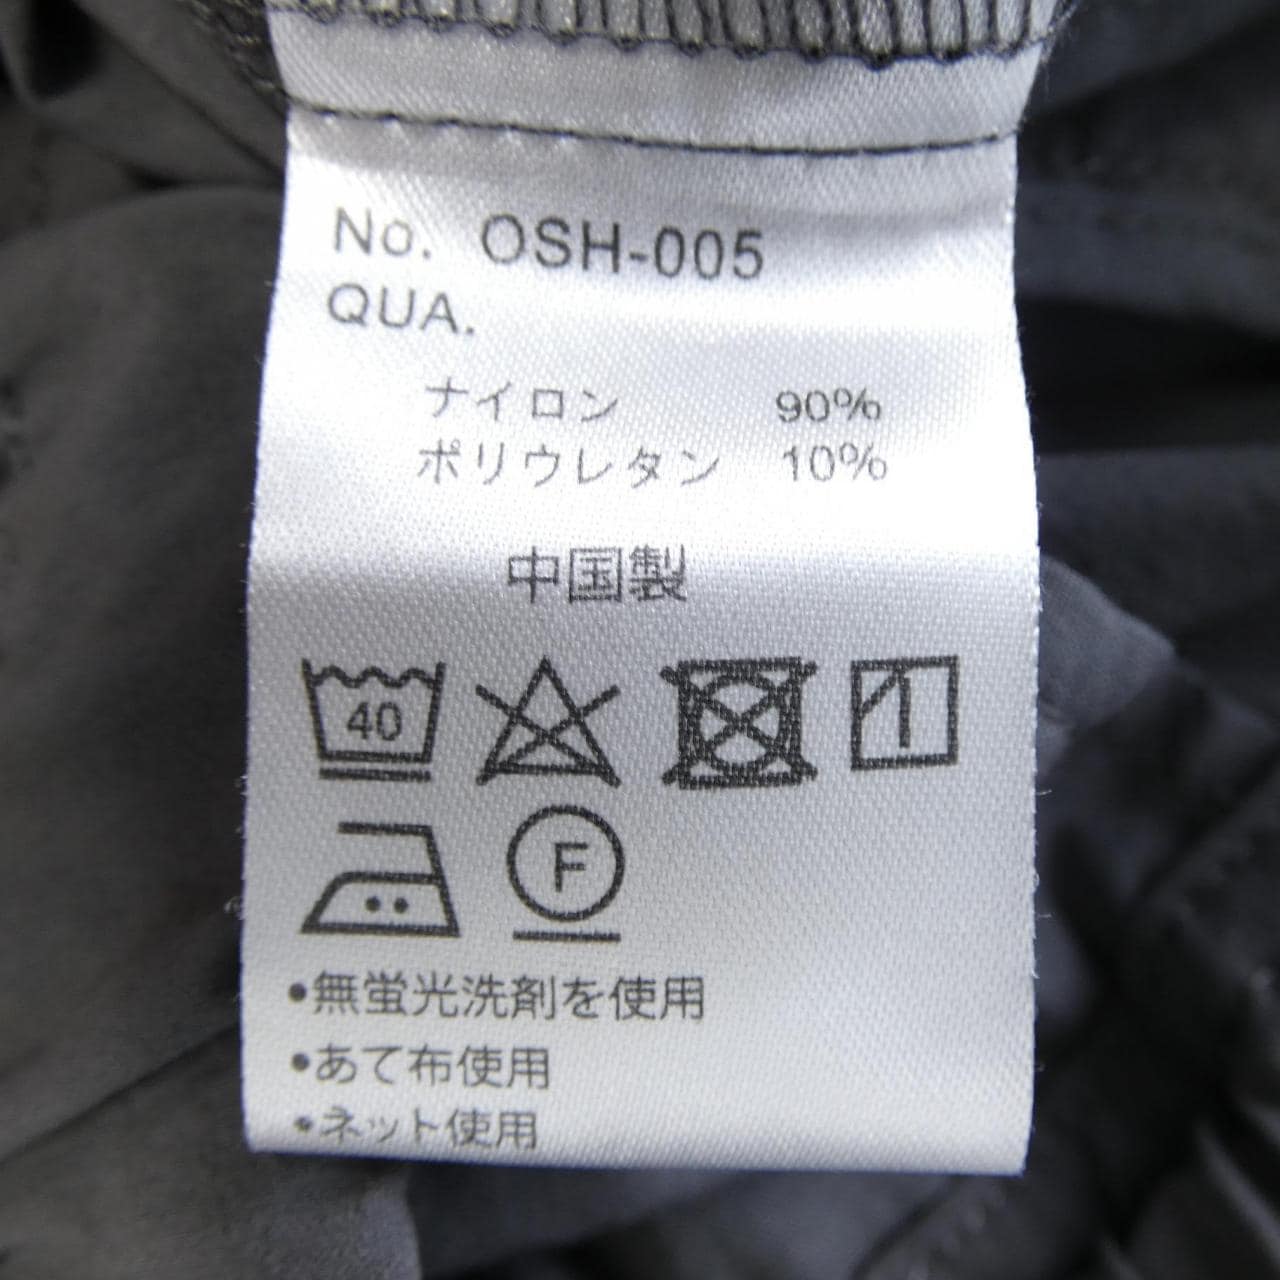 No. OSH-005
QUA.
ナイロン 90%
ポリウレタン 10%
中国製
40
F
•無蛍光洗剤を使用
•あて布使用
•ネット使用